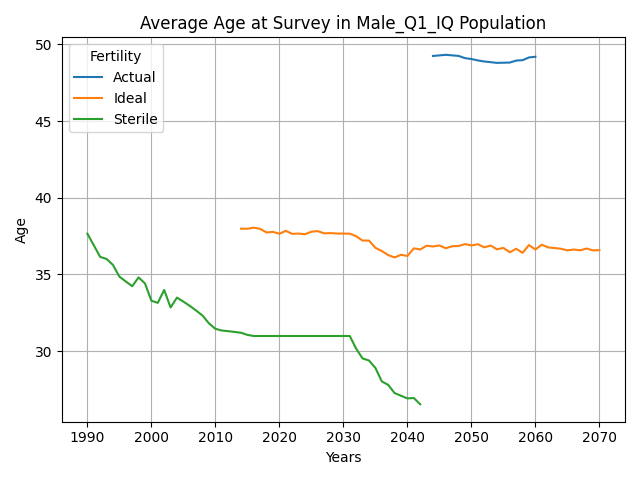 Average Age at Survey in Male_Q1_IQ Population
Fertility
Actual
Ideal
Sterile
50
45
40
35
30
Age
1990 2000 2010 2020 2030 2040 2050 2060 2070
Years